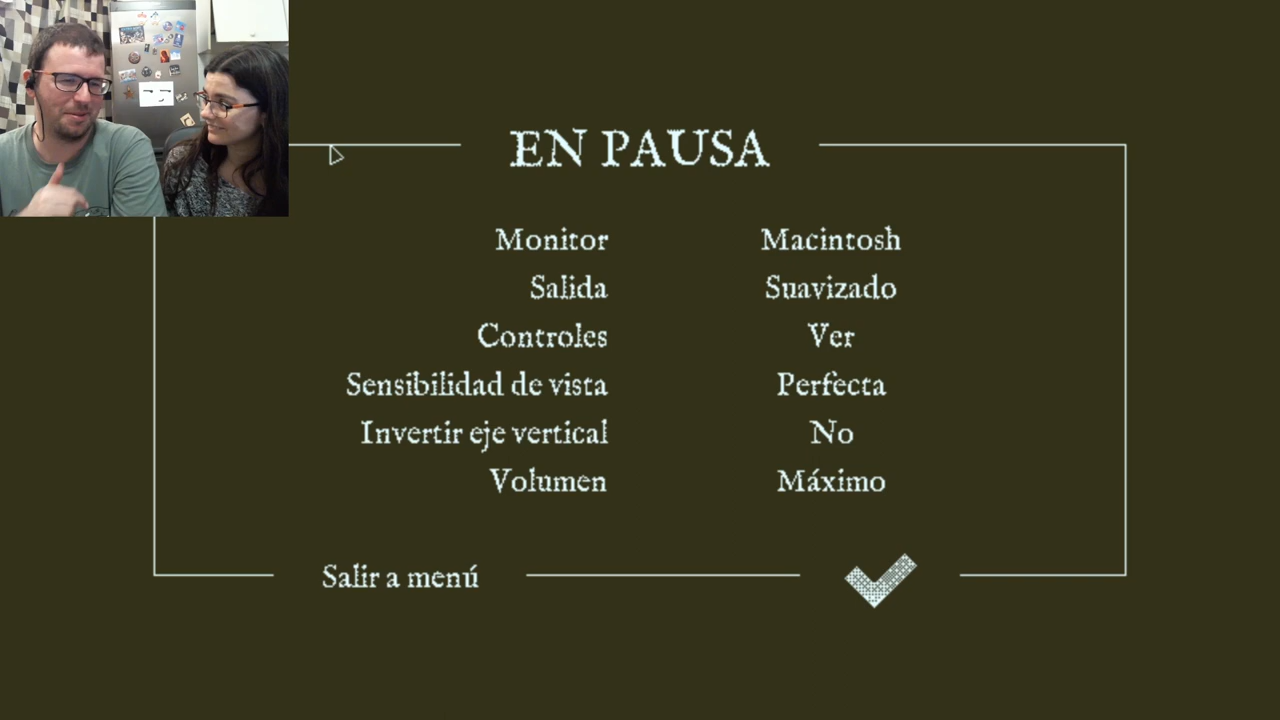 EN PAUSA
Monitor Macintosh
Salida Suavizado
Controles Ver
Sensibilidad de vista Perfecta
Invertir eje vertical No
Volumen Máximo
Salir a menú